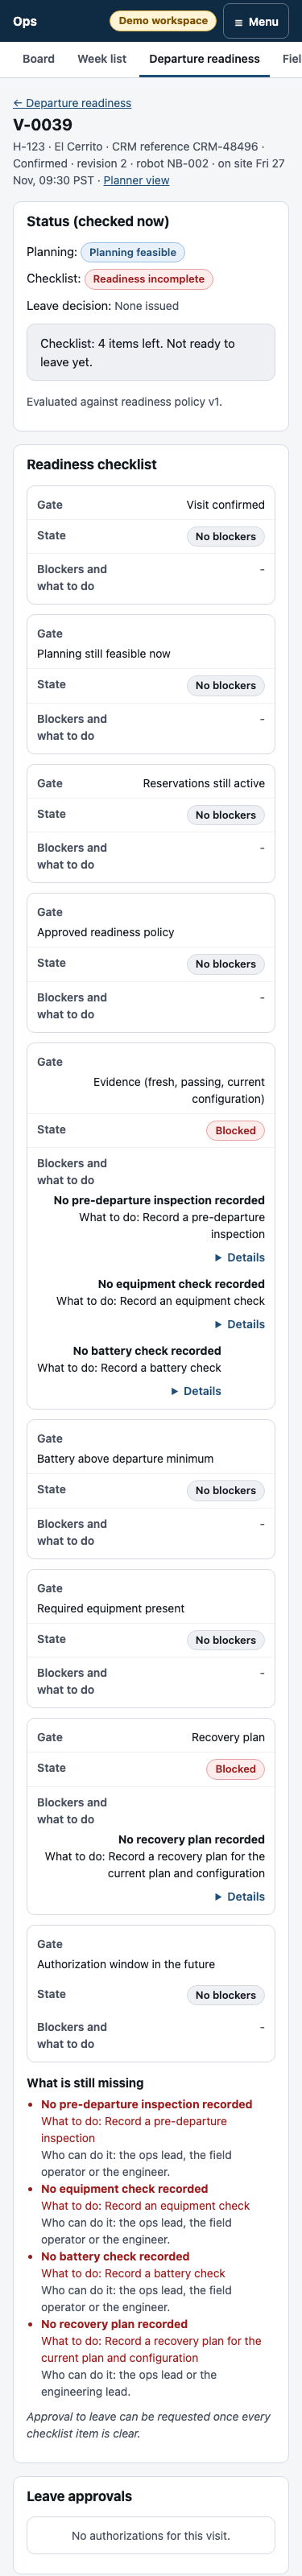 Ops
Demo workspace
≡ Menu
Board
Week list
Departure readiness
Fiel
← Departure readiness
V-0039
H-123 · El Cerrito · CRM reference CRM-48496 ·
Confirmed · revision 2 · robot NB-002 · on site Fri 27
Nov, 09:30 PST · Planner view
Status (checked now)
Planning: Planning feasible
Checklist: Readiness incomplete
Leave decision: None issued
Checklist: 4 items left. Not ready to
leave yet.
Evaluated against readiness policy v1.
Readiness checklist
Gate Visit confirmed
State No blockers
Blockers and -
what to do
Gate
Planning still feasible now
State No blockers
Blockers and -
what to do
Gate Reservations still active
State No blockers
Blockers and -
what to do
Gate
Approved readiness policy
State No blockers
Blockers and -
what to do
Gate
Evidence (fresh, passing, current
configuration)
State Blocked
Blockers and
what to do
No pre-departure inspection recorded
What to do: Record a pre-departure
inspection
▶ Details
No equipment check recorded
What to do: Record an equipment check
▶ Details
No battery check recorded
What to do: Record a battery check
▶ Details
Gate
Battery above departure minimum
State No blockers
Blockers and -
what to do
Gate
Required equipment present
State No blockers
Blockers and -
what to do
Gate Recovery plan
State Blocked
Blockers and
what to do
No recovery plan recorded
What to do: Record a recovery plan for the
current plan and configuration
▶ Details
Gate
Authorization window in the future
State No blockers
Blockers and -
what to do
What is still missing
• No pre-departure inspection recorded
What to do: Record a pre-departure
inspection
Who can do it: the ops lead, the field
operator or the engineer.
• No equipment check recorded
What to do: Record an equipment check
Who can do it: the ops lead, the field
operator or the engineer.
• No battery check recorded
What to do: Record a battery check
Who can do it: the ops lead, the field
operator or the engineer.
• No recovery plan recorded
What to do: Record a recovery plan for the
current plan and configuration
Who can do it: the ops lead or the
engineering lead.
Approval to leave can be requested once every
checklist item is clear.
Leave approvals
No authorizations for this visit.